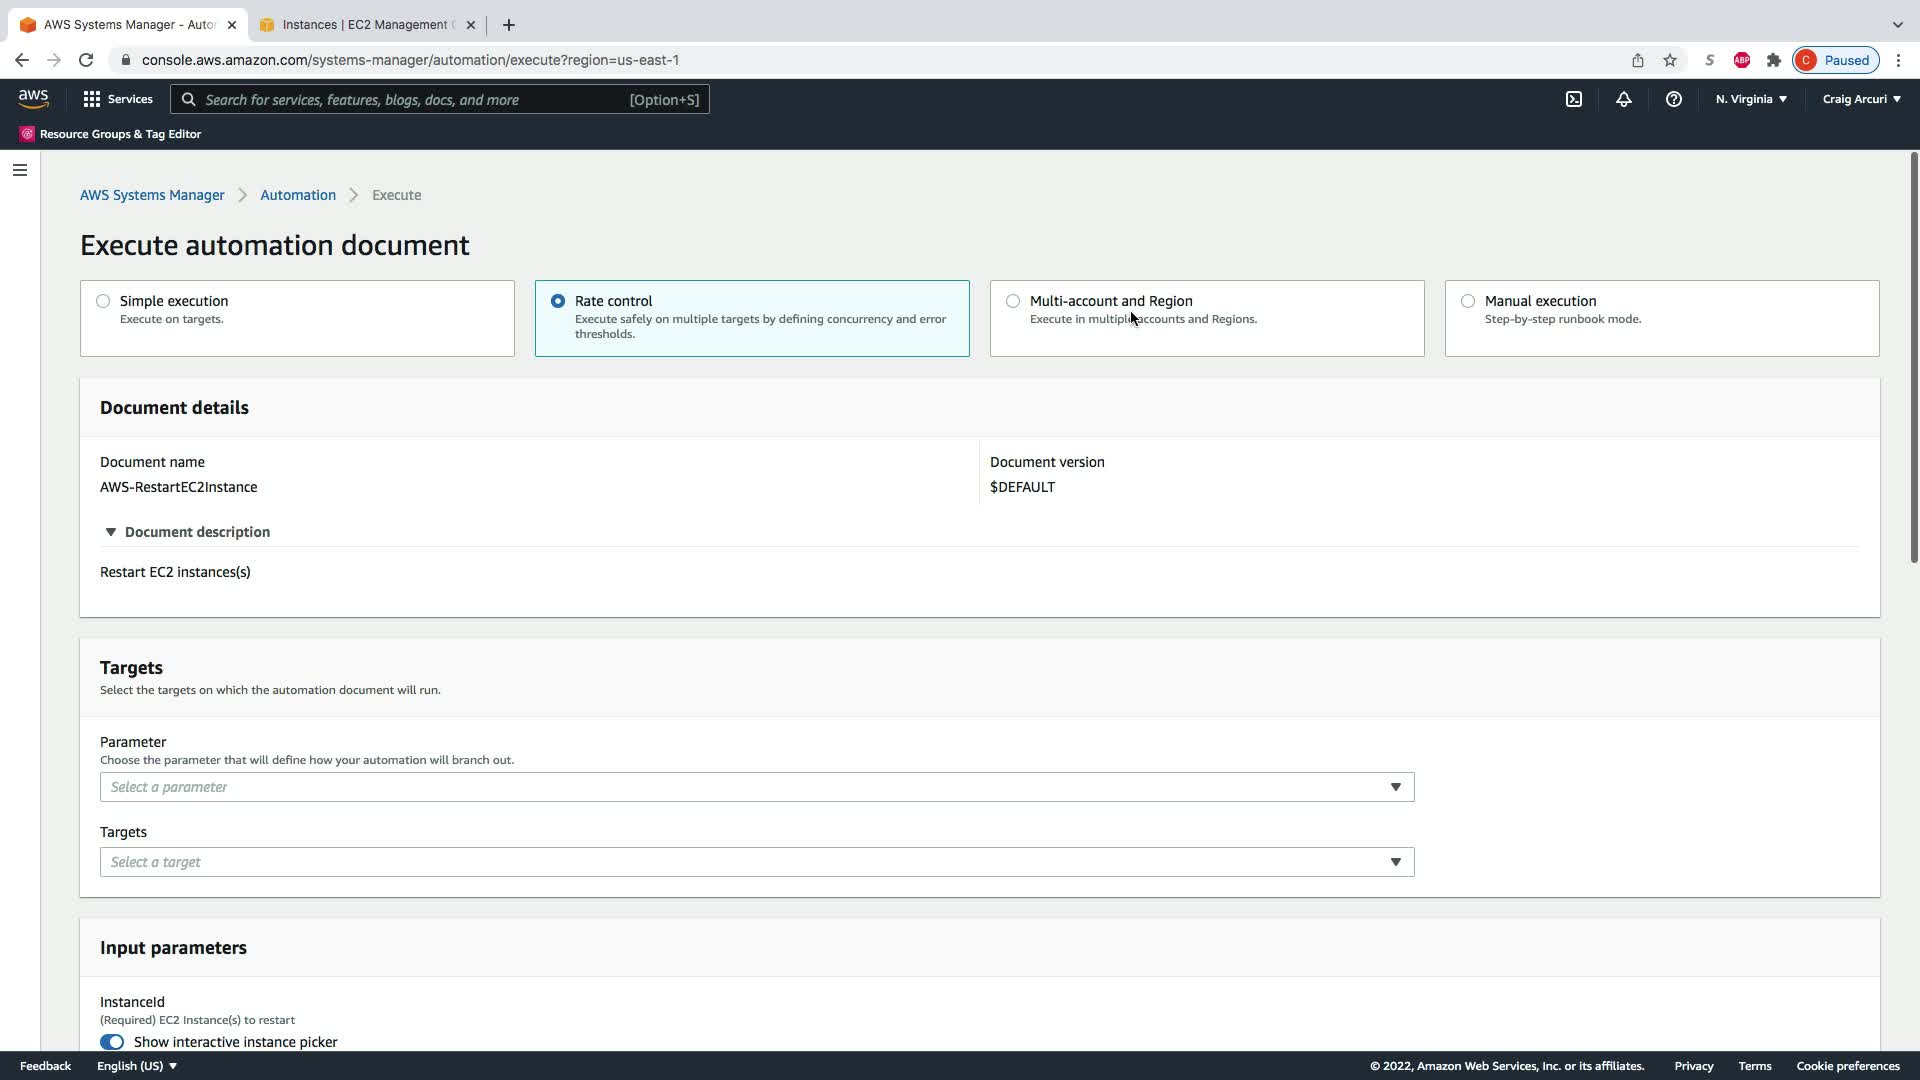 AWS Systems Manager - Auto
Instances | EC2 Management
console.aws.amazon.com/systems-manager/automation/execute?region=us-east-1
S
ABP
C
Paused
aws
Services
Search for services, features, blogs, docs, and more
[Option+S]
N. Virginia
Craig Arcuri
Resource Groups & Tag Editor
AWS Systems Manager
Automation
Execute
Execute automation document
Simple execution
Execute on targets.
Rate control
Execute safely on multiple targets by defining concurrency and error
thresholds.
Multi-account and Region
Execute in multiple accounts and Regions.
Manual execution
Step-by-step runbook mode.
Document details
Document name
AWS-RestartEC2Instance
Document version
$DEFAULT
Document description
Restart EC2 instances(s)
Targets
Select the targets on which the automation document will run.
Parameter
Choose the parameter that will define how your automation will branch out.
Select a parameter
Targets
Select a target
Input parameters
InstanceId
(Required) EC2 Instance(s) to restart
Show interactive instance picker
Feedback
English (US)
© 2022, Amazon Web Services, Inc. or its affiliates.
Privacy
Terms
Cookie preferences